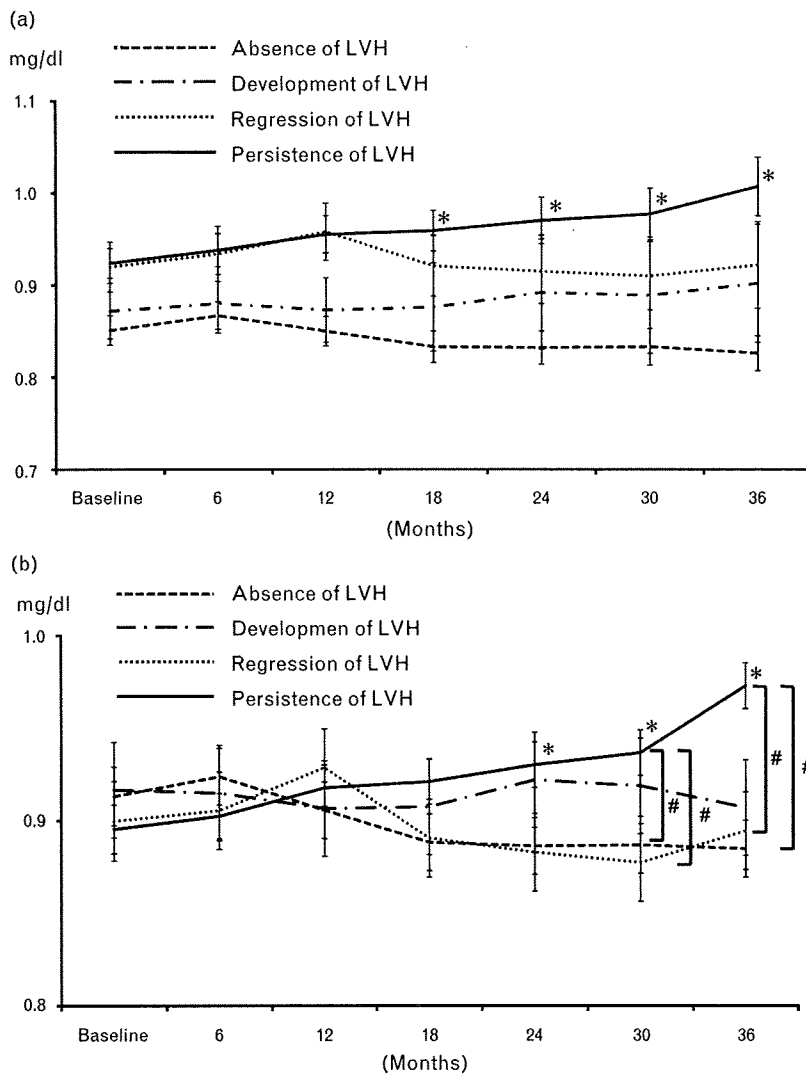 (a)
mg/dl
Absence of LVH
Development of LVH
Regression of LVH
Persistence of LVH
1.1
1.0
0.9
0.8
0.7
* * * *
Baseline 6 12 18 24 30 36
(Months)
(b)
mg/dl
Absence of LVH
Developmen of LVH
Regression of LVH
Persistence of LVH
1.0
0.9
0.8
* * *
# # # #
Baseline 6 12 18 24 30 36
(Months)